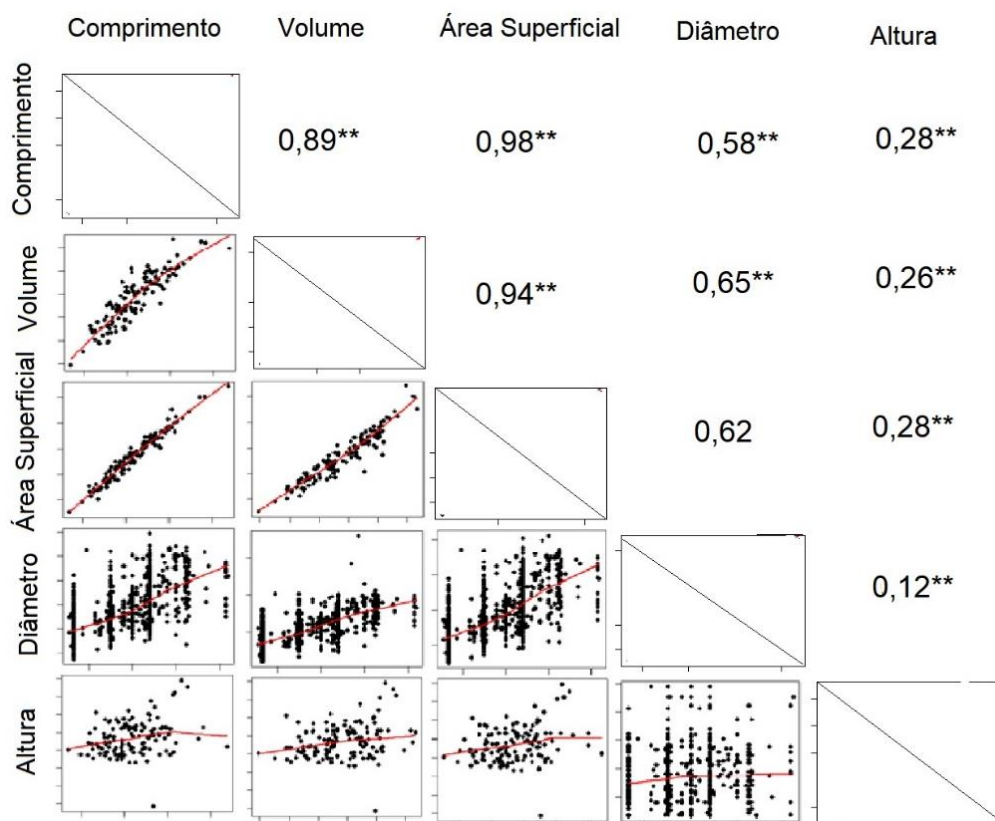 Comprimento Volume Área Superficial Diâmetro Altura
Comprimento
0,89** 0,98** 0,58** 0,28**
Volume
0,94** 0,65** 0,26**
Área Superficial
0,62 0,28**
Diâmetro
0,12**
Altura